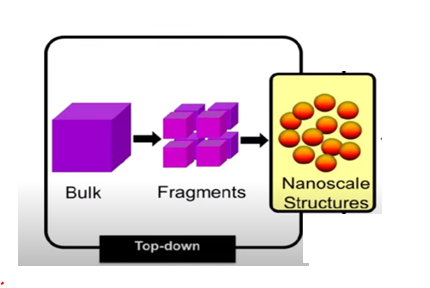 Bulk
Fragments
Nanoscale
Structures
Top-down